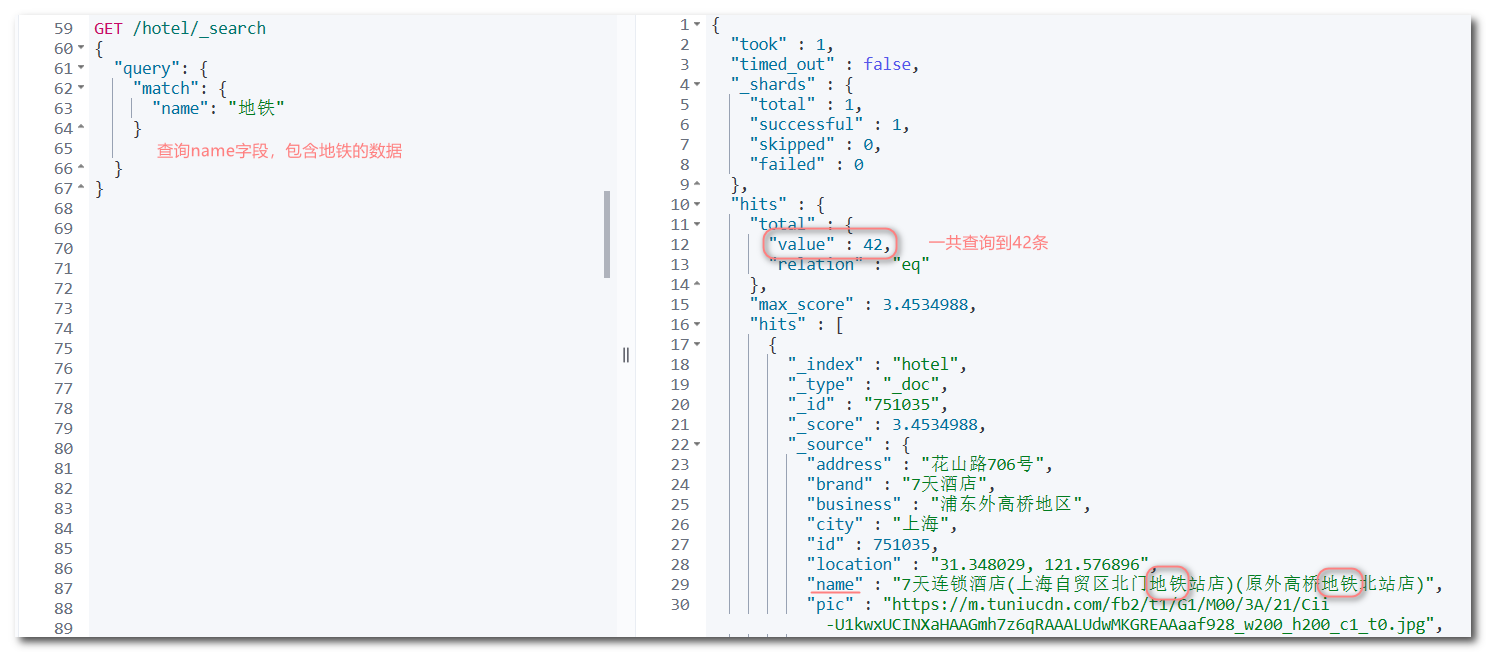 59 GET /hotel/_search
60 {
61 "query": {
62 "match": {
63 "name": "地铁"
64 }
65 查询name字段，包含地铁的数据
66 }
67 }
68
69
70
71
72
73
74
75
76
77
78
79
80
81
82
83
84
85
86
87
88
89
1 {
2 "took" : 1,
3 "timed_out" : false,
4 "_shards" : {
5 "total" : 1,
6 "successful" : 1,
7 "skipped" : 0,
8 "failed" : 0
9 },
10 "hits" : {
11 "total" : {
12 "value" : 42, 一共查询到42条
13 "relation" : "eq"
14 },
15 "max_score" : 3.4534988,
16 "hits" : [
17 {
18 "_index" : "hotel",
19 "_type" : "_doc",
20 "_id" : "751035",
21 "_score" : 3.4534988,
22 "_source" : {
23 "address" : "花山路706号",
24 "brand" : "7天酒店",
25 "business" : "浦东外高桥地区",
26 "city" : "上海",
27 "id" : 751035,
28 "location" : "31.348029, 121.576896",
29 "name" : "7天连锁酒店(上海自贸区北门地铁站店)(原外高桥地铁北站店)",
30 "pic" : "https://m.tuniucdn.com/fb2/t1/G1/M00/3A/21/Cii
-U1kwxUCINXaHAAGmh7z6qRAAALUdwMKGREAAaaf928_w200_h200_c1_t0.jpg",